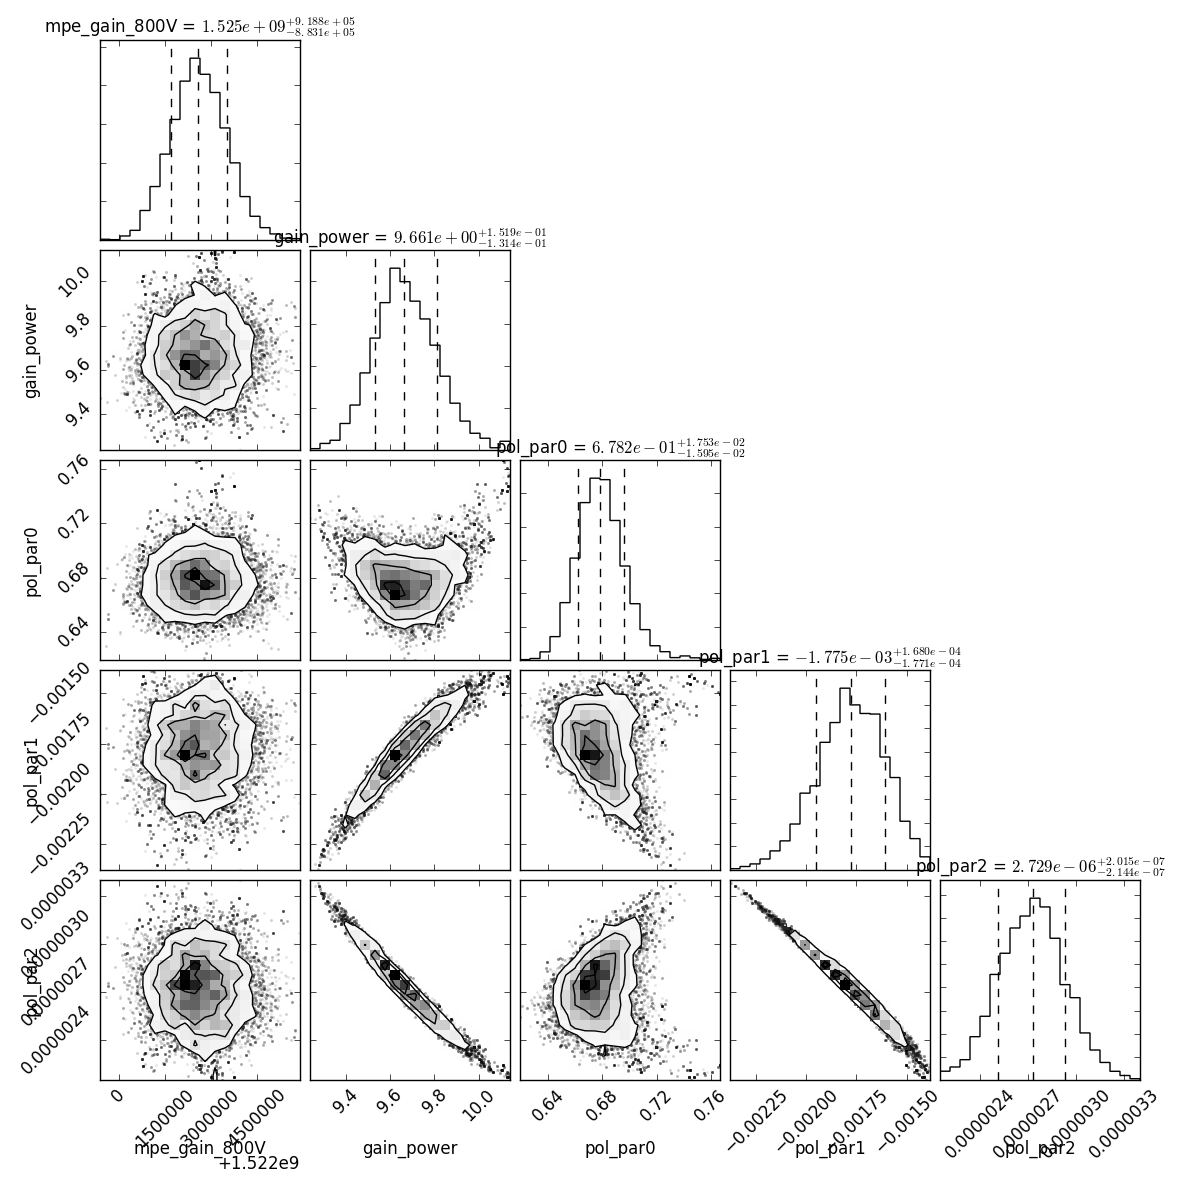 mpe_gain_800V = 1.525e+09 +9.188e+05 −8.831e+05
gain_power = 9.661e+00 +1.519e−01 −1.314e−01
10.0
9.8
9.6
9.4
gain_power
pol_par0 = 6.782e−01 +1.753e−02 −1.595e−02
0.76
0.72
0.68
0.64
pol_par0
pol_par1 = −1.775e−03 +1.680e−04 −1.771e−04
−0.00150
−0.00175
−0.00200
−0.00225
pol_par1
pol_par2 = 2.729e−06 +2.015e−07 −2.144e−07
0.0000033
0.0000030
0.0000027
0.0000024
pol_par2
0 1500000 3000000 4500000
9.4 9.6 9.8 10.0
0.64 0.68 0.72 0.76
−0.00225 −0.00200 −0.00175 −0.00150
0.0000024 0.0000027 0.0000030 0.0000033
mpe_gain_800V gain_power pol_par0 pol_par1 pol_par2
+1.522e9